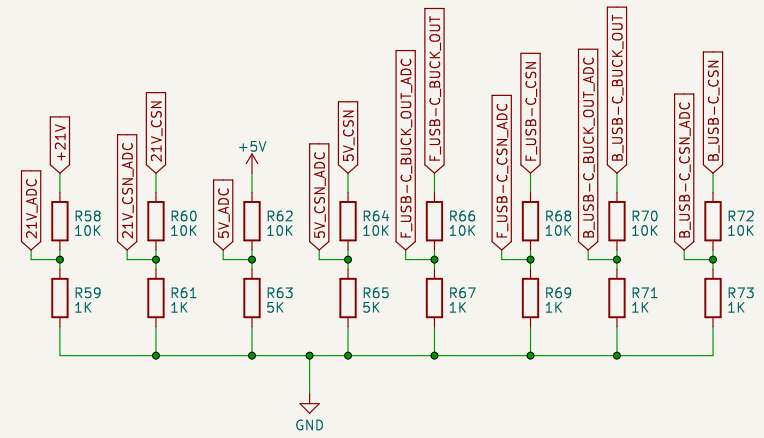 21V_ADC
+21V
R58
10K
R59
1K
21V_CSN_ADC
21V_CSN
R60
10K
R61
1K
5V_ADC
+5V
R62
10K
R63
5K
5V_CSN_ADC
5V_CSN
R64
10K
R65
5K
F_USB-C_BUCK_OUT_ADC
F_USB-C_BUCK_OUT
R66
10K
R67
1K
F_USB-C_CSN_ADC
F_USB-C_CSN
R68
10K
R69
1K
B_USB-C_BUCK_OUT_ADC
B_USB-C_BUCK_OUT
R70
10K
R71
1K
B_USB-C_CSN_ADC
B_USB-C_CSN
R72
10K
R73
1K
GND